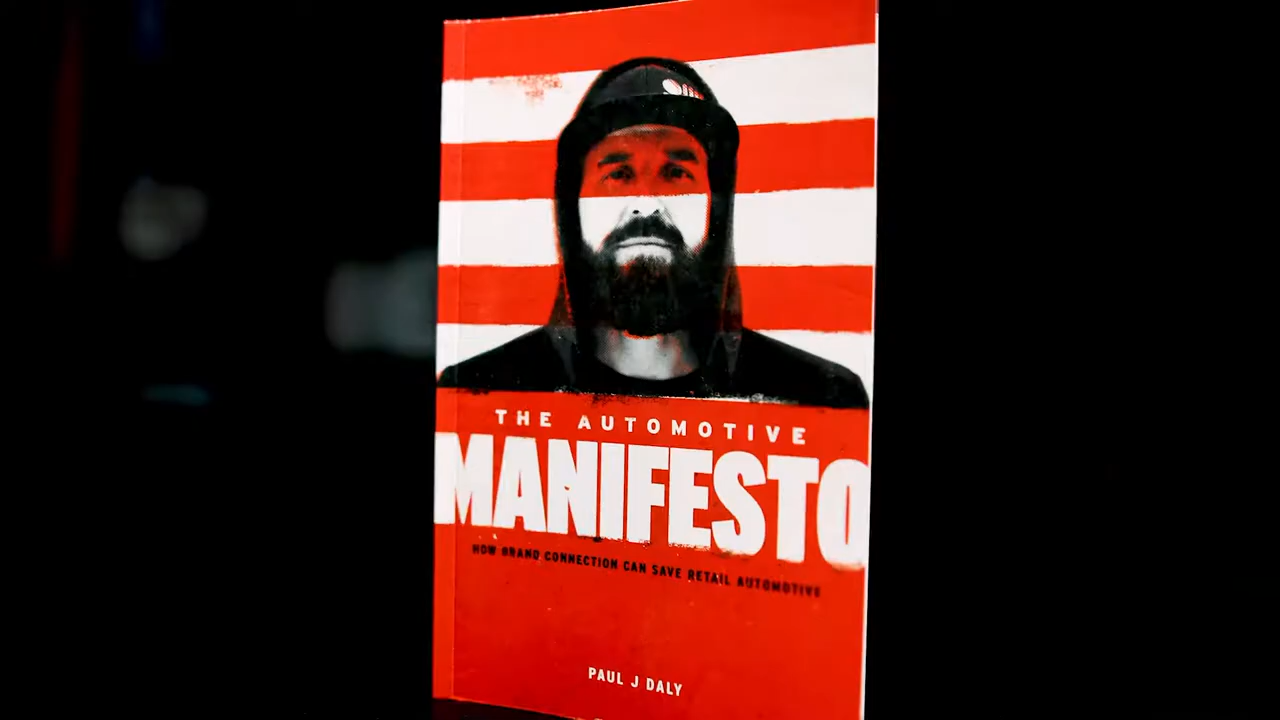 THE AUTOMOTIVE
MANIFESTO
HOW BRAND CONNECTION CAN SAVE RETAIL AUTOMOTIVE
PAUL J DALY